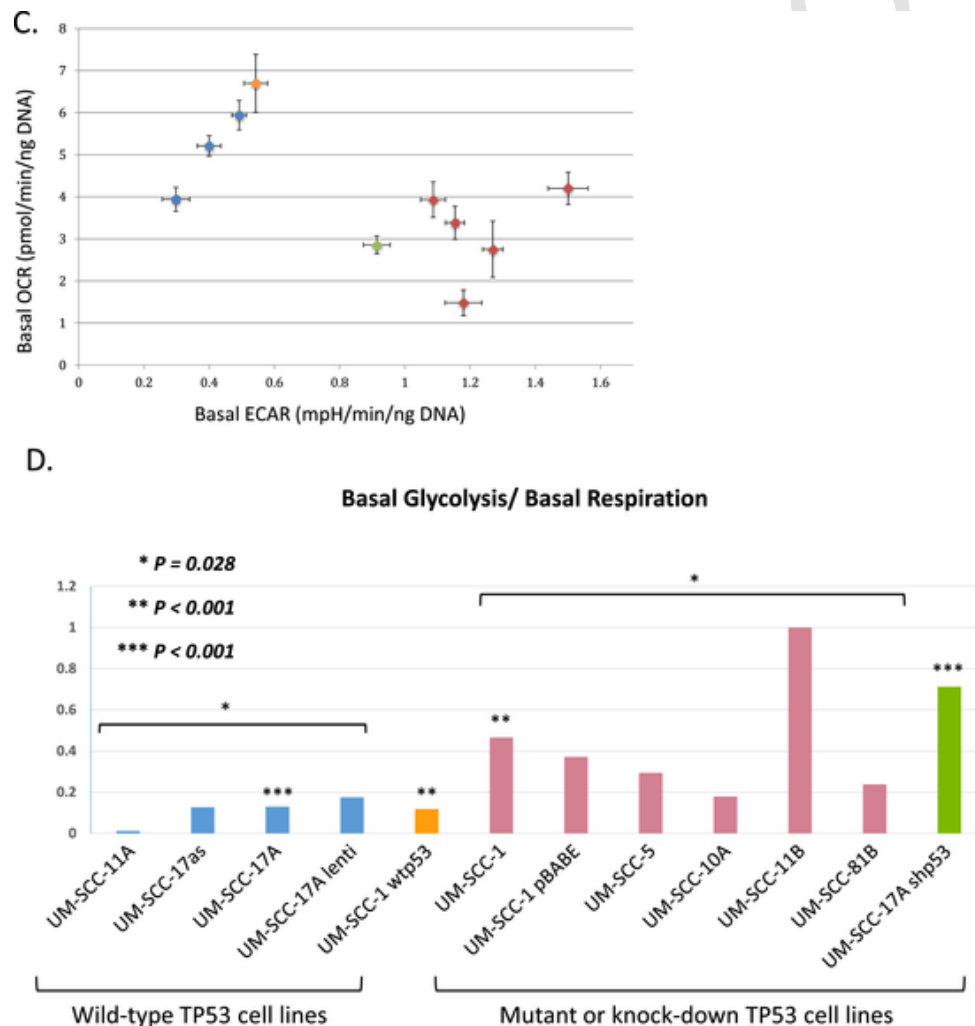 C.
8
7
6
5
4
3
2
1
0
Basal OCR (pmol/min/ng DNA)
0 0.2 0.4 0.6 0.8 1 1.2 1.4 1.6
Basal ECAR (mpH/min/ng DNA)
D.
Basal Glycolysis/ Basal Respiration
* P = 0.028
** P < 0.001
*** P < 0.001
1.2
1
0.8
0.6
0.4
0.2
0
*
***
**
**
*
***
UM-SCC-11A
UM-SCC-17as
UM-SCC-17A
UM-SCC-17A lenti
UM-SCC-1 wtp53
UM-SCC-1
UM-SCC-1 pBABE
UM-SCC-5
UM-SCC-10A
UM-SCC-11B
UM-SCC-81B
UM-SCC-17A shp53
Wild-type TP53 cell lines
Mutant or knock-down TP53 cell lines